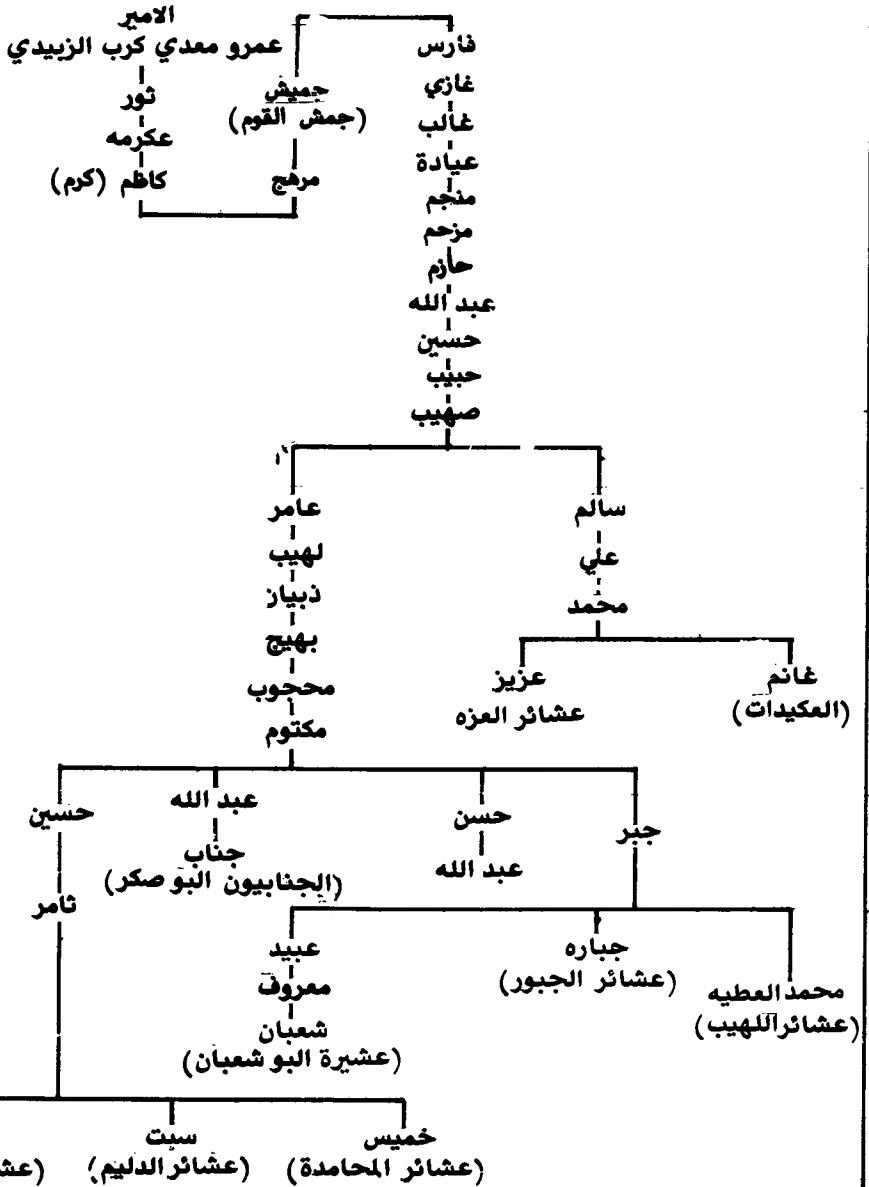 الامير
عمرو معدي كرب الزبيدي
ثور
عكرمه
كاظم (كرم)
مرهج
جميش
(جمش القوم)
فارس
غازي
غالب
عيادة
منجم
مزحم
حازم
عبد الله
حسين
حبيب
صهيب
سالم
علي
محمد
غانم
(العكيدات)
عزيز
عشائر العزه
عامر
لهيب
ذبيان
بهيج
محجوب
مكتوم
جبر
حسن
عبد الله
عبد الله
جناب
(الجنابيون البو صكر)
حسين
ثامر
محمد العطيه
(عشائر اللهيب)
جباره
(عشائر الجبور)
عبيد
معروف
شعبان
(عشيرة البو شعبان)
خميس
(عشائر المحامدة)
سبت
(عشائر الدليم)